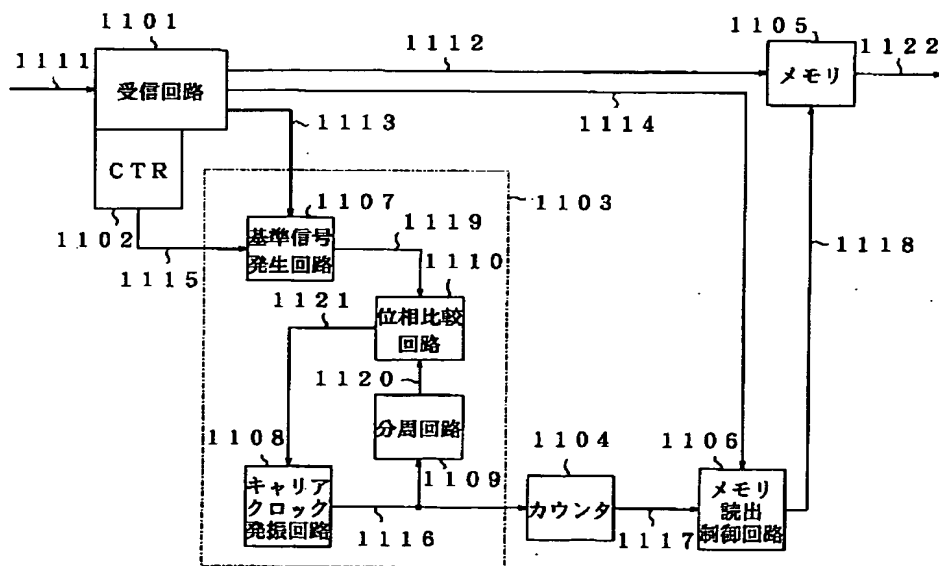 1101
1111
受信回路
CTR
1102
1115
1112
1113
1114
1105
メモリ
1122
1103
1107
基準信号
発生回路
1119
1110
位相比較
回路
1121
1120
分周回路
1109
1108
キャリア
クロック
発振回路
1116
1104
カウンタ
1117
1106
メモリ
読出
制御回路
1118